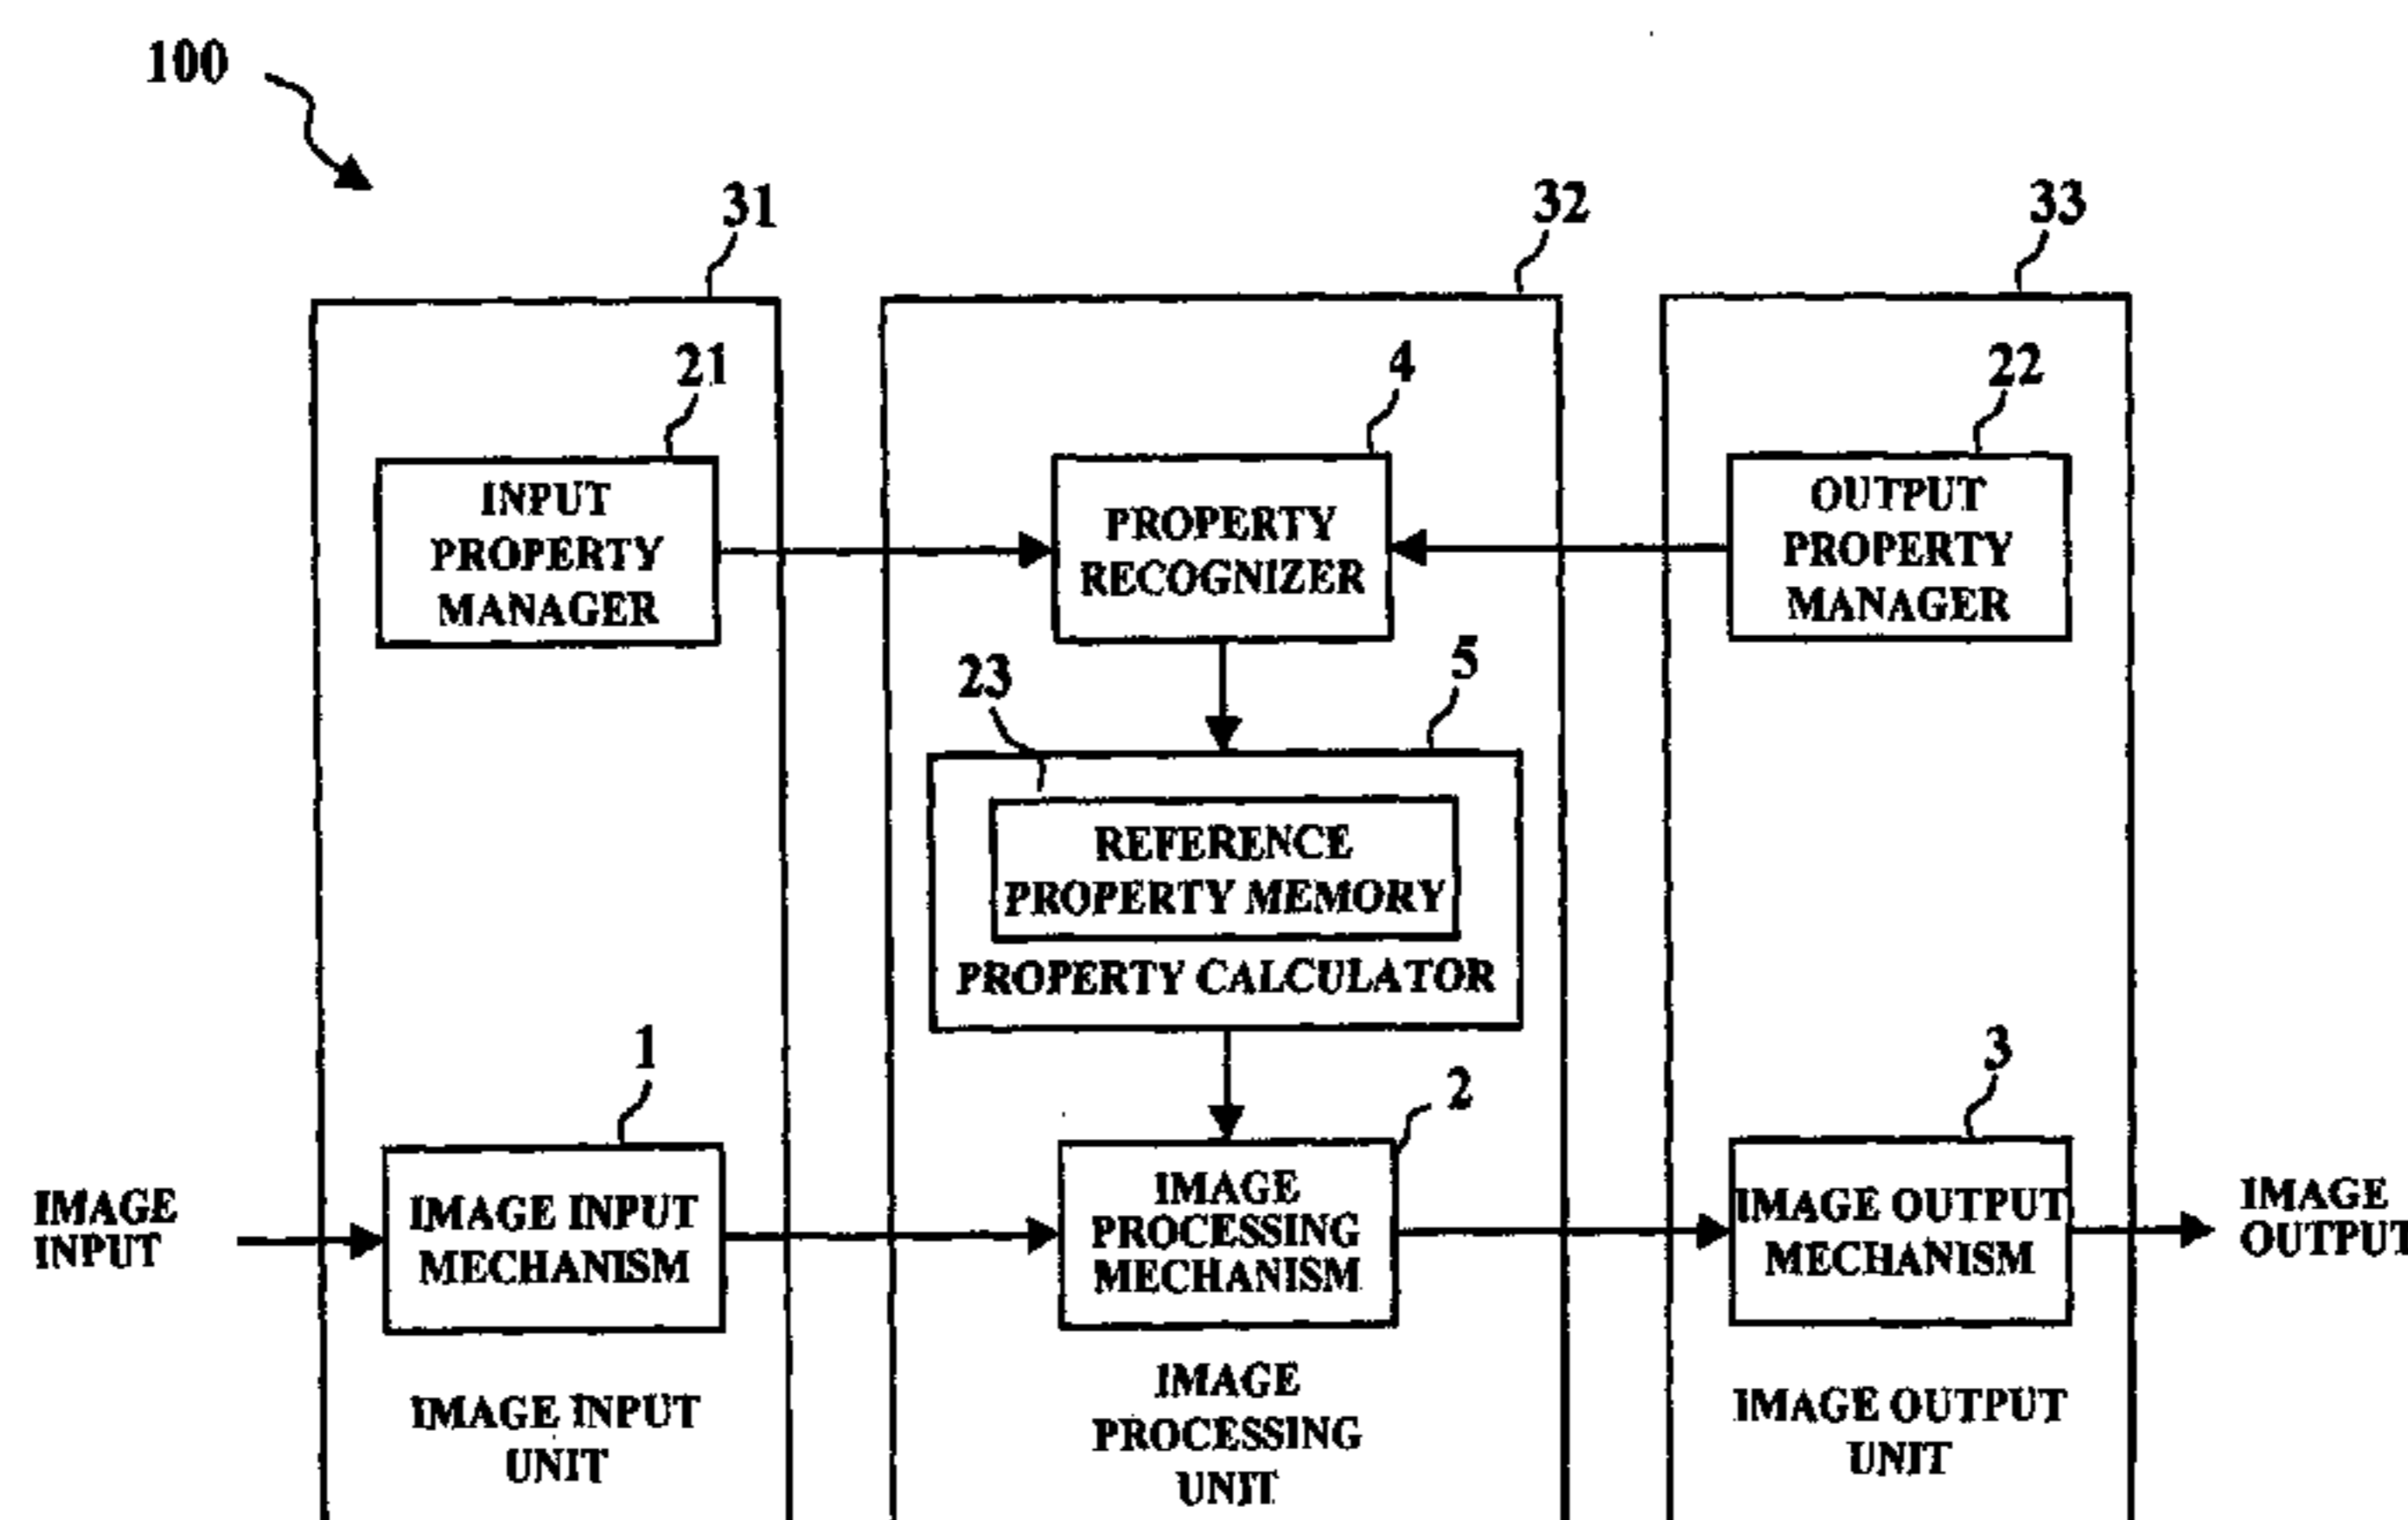 100
31
32
33
21
4
22
INPUT
PROPERTY
MANAGER
PROPERTY
RECOGNIZER
OUTPUT
PROPERTY
MANAGER
23
5
REFERENCE
PROPERTY MEMORY
PROPERTY CALCULATOR
1
2
3
IMAGE
INPUT
IMAGE INPUT
MECHANISM
IMAGE
PROCESSING
MECHANISM
IMAGE OUTPUT
MECHANISM
IMAGE
OUTPUT
IMAGE INPUT
UNIT
IMAGE
PROCESSING
UNIT
IMAGE OUTPUT
UNIT